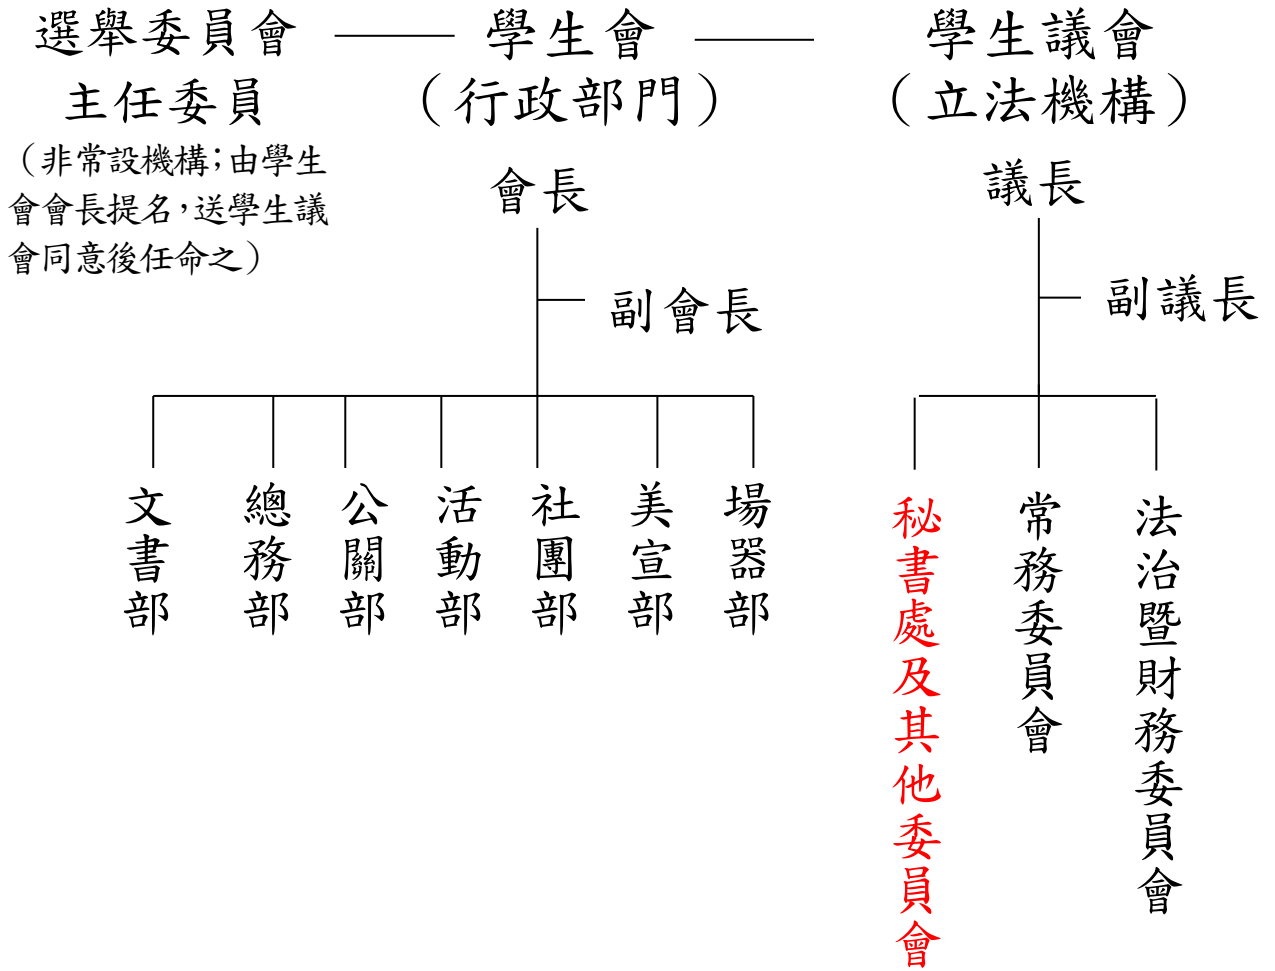 選舉委員會
主任委員
（非常設機構；由學生
會會長提名，送學生議
會同意後任命之）
學生會
（行政部門）
會長
副會長
文書部
總務部
公關部
活動部
社團部
美宣部
場器部
學生議會
（立法機構）
議長
副議長
秘書處及其他委員會
常務委員會
法治暨財務委員會